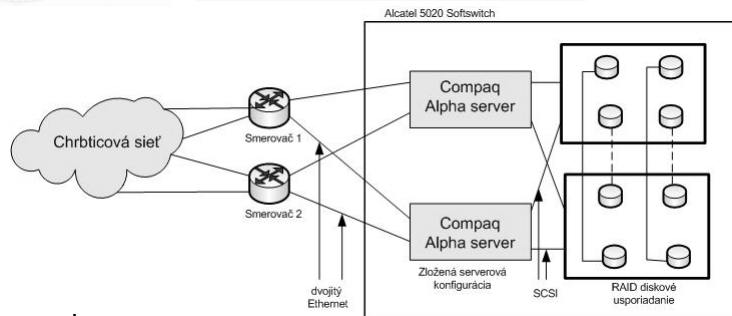 Alcatel 5020 Softswitch
Chrbticová sieť
Smerovač 1
Smerovač 2
Compaq
Alpha server
Compaq
Alpha server
dvojitý
Ethernet
Zložená serverová
konfigurácia
SCSI
RAID diskové
usporiadanie